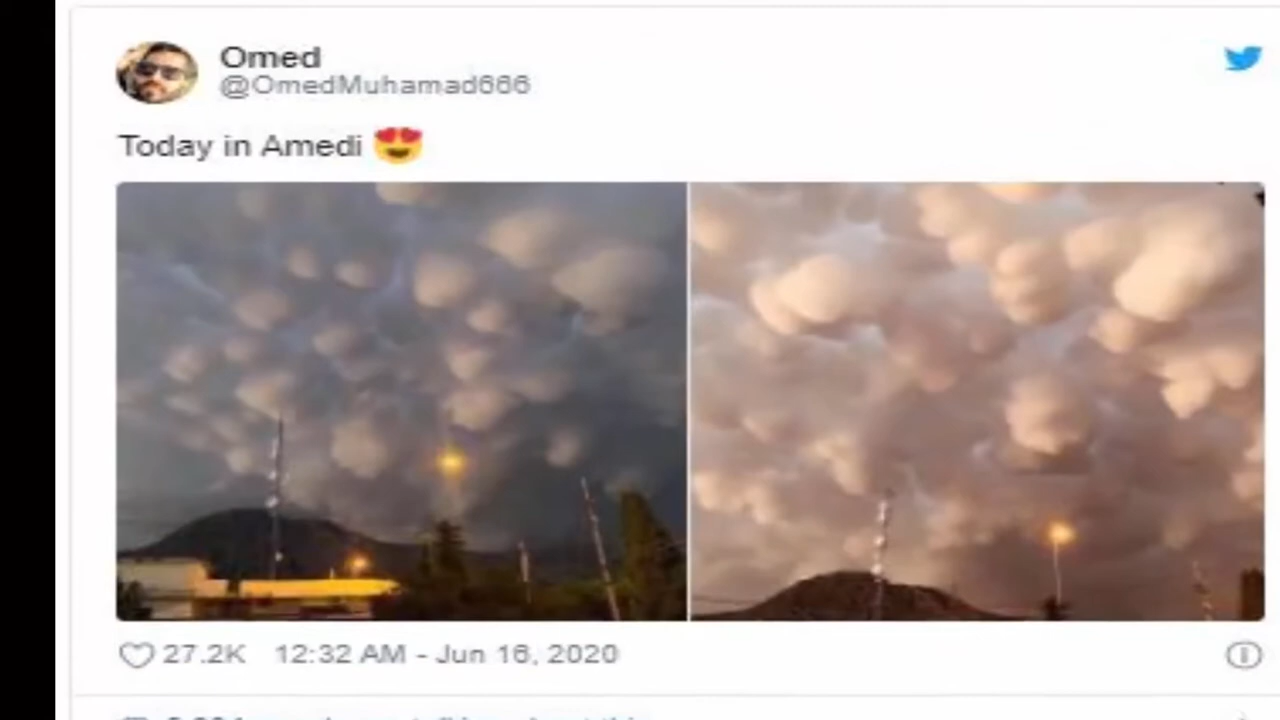 Omed
@OmedMuhamad666
Today in Amedi 😍
27.2K 12:32 AM - Jun 16, 2020